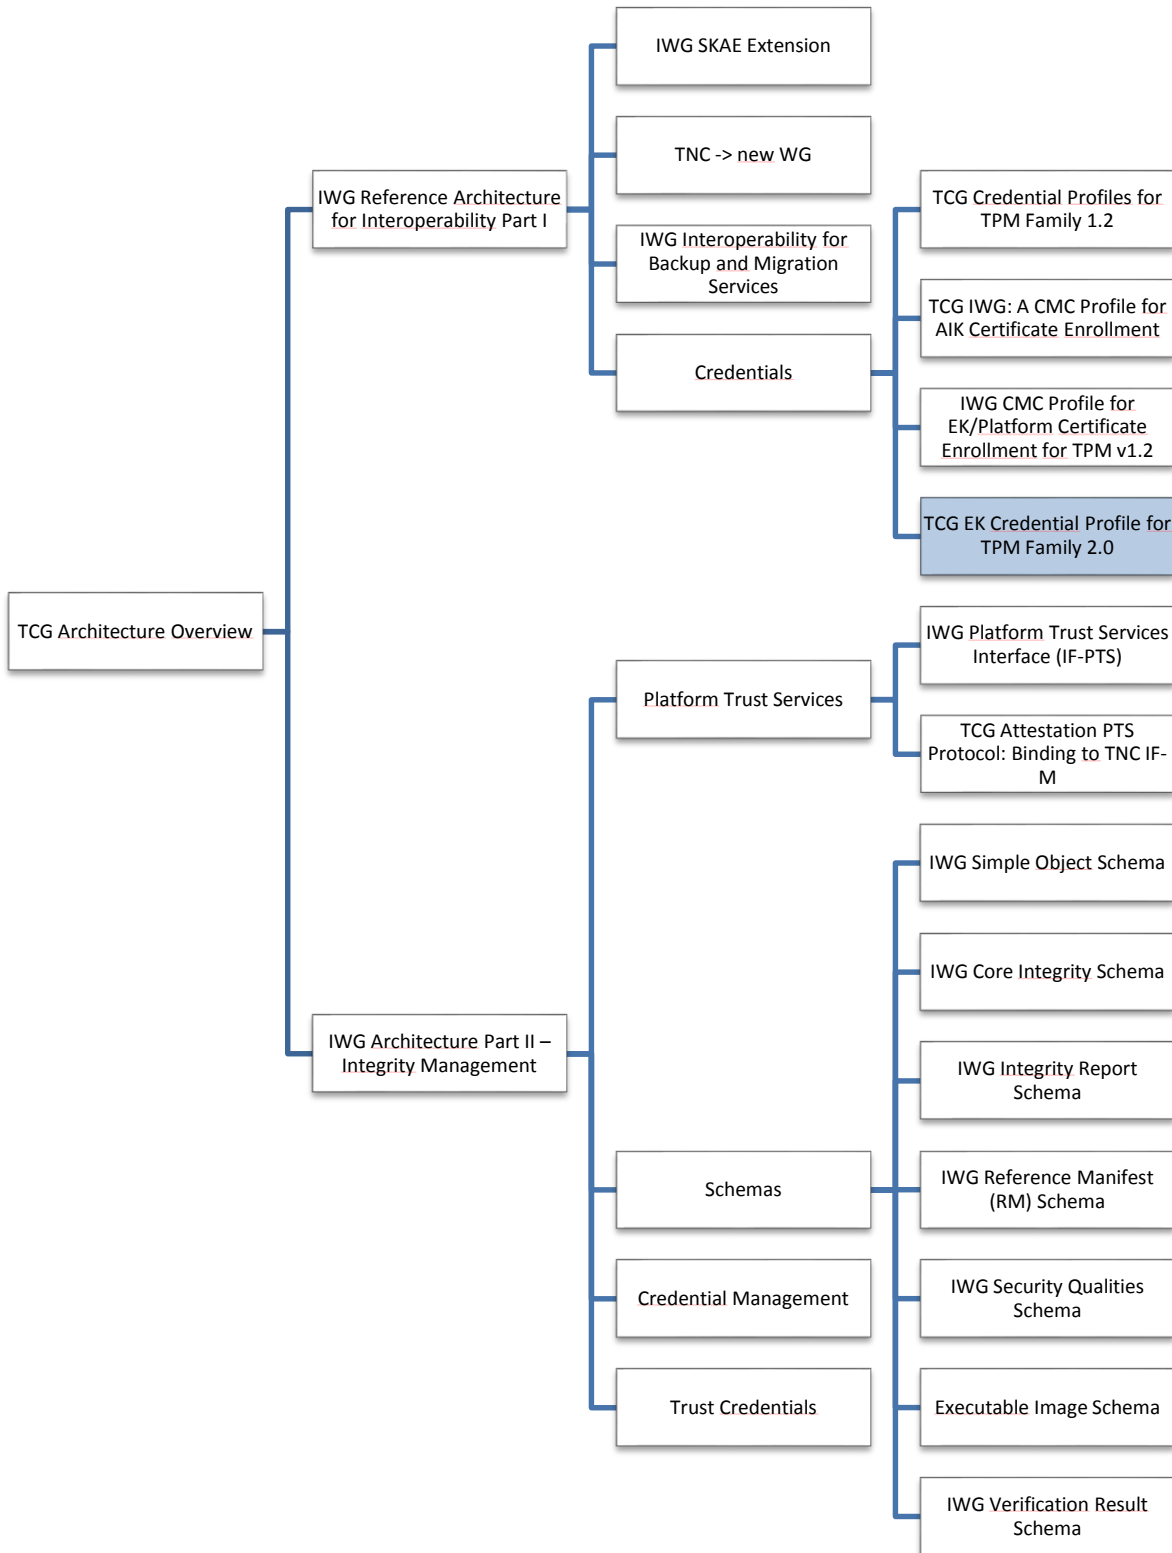 IWG SKAE Extension
TNC -> new WG
IWG Reference Architecture
for Interoperability Part I
IWG Interoperability for
Backup and Migration
Services
Credentials
TCG Credential Profiles for
TPM Family 1.2
TCG IWG: A CMC Profile for
AIK Certificate Enrollment
IWG CMC Profile for
EK/Platform Certificate
Enrollment for TPM v1.2
TCG EK Credential Profile for
TPM Family 2.0
TCG Architecture Overview
IWG Platform Trust Services
Interface (IF-PTS)
Platform Trust Services
TCG Attestation PTS
Protocol: Binding to TNC IF-
M
IWG Simple Object Schema
IWG Core Integrity Schema
IWG Architecture Part II –
Integrity Management
IWG Integrity Report
Schema
Schemas
IWG Reference Manifest
(RM) Schema
Credential Management
IWG Security Qualities
Schema
Trust Credentials
Executable Image Schema
IWG Verification Result
Schema